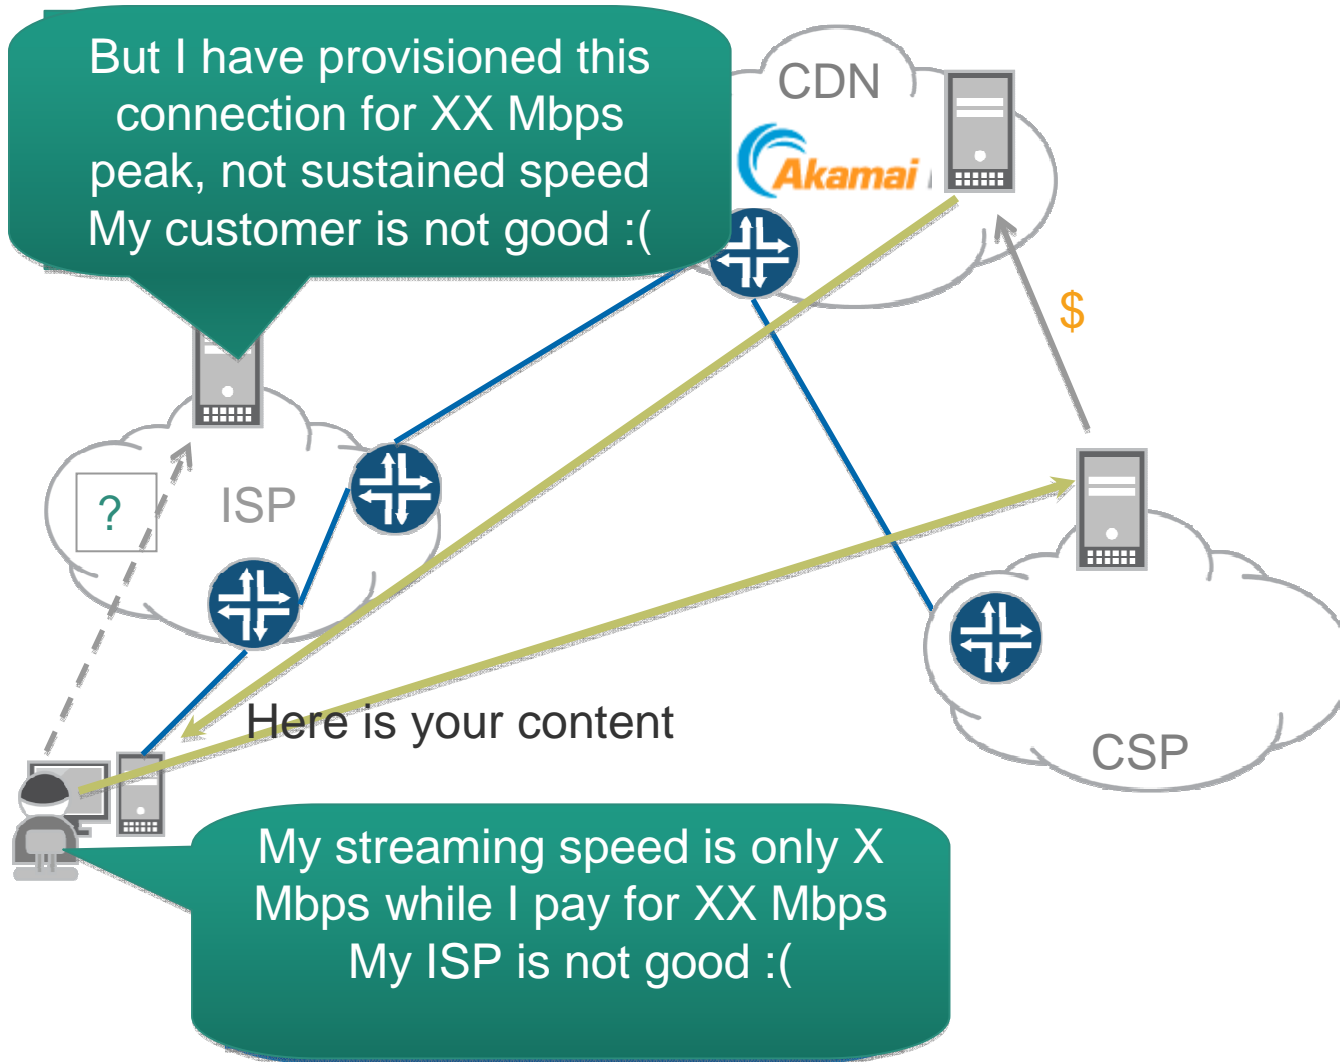 But I have provisioned this
connection for XX Mbps
peak, not sustained speed
My customer is not good :(
CDN
Akamai
$
?
ISP
Here is your content
CSP
My streaming speed is only X
Mbps while I pay for XX Mbps
My ISP is not good :(